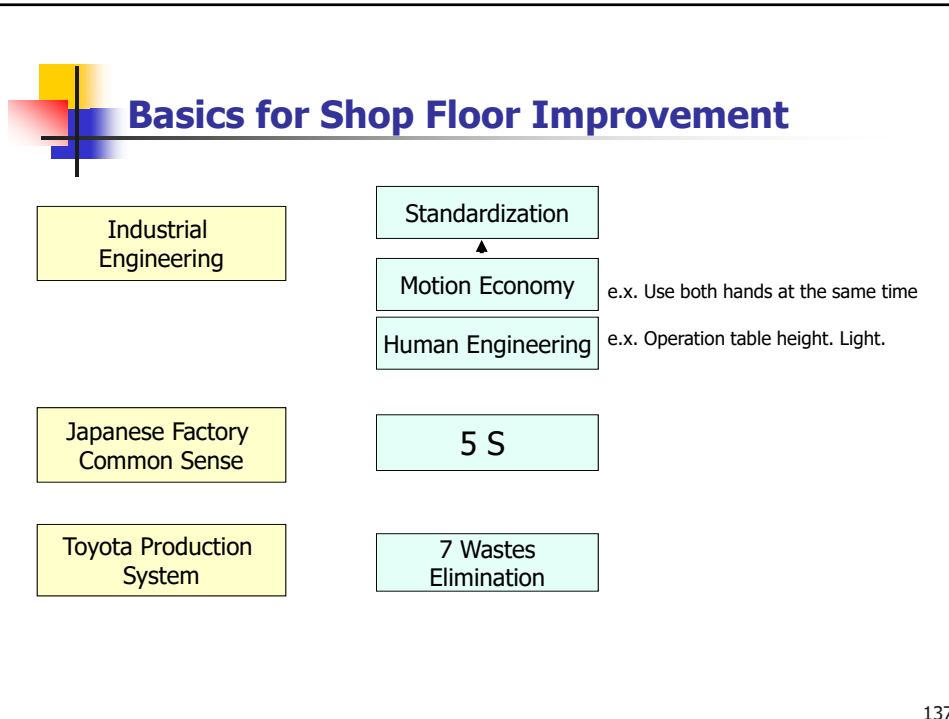 Basics for Shop Floor Improvement
Industrial
Engineering
Standardization
Motion Economy
e.x. Use both hands at the same time
Human Engineering
e.x. Operation table height. Light.
Japanese Factory
Common Sense
5 S
Toyota Production
System
7 Wastes
Elimination
137